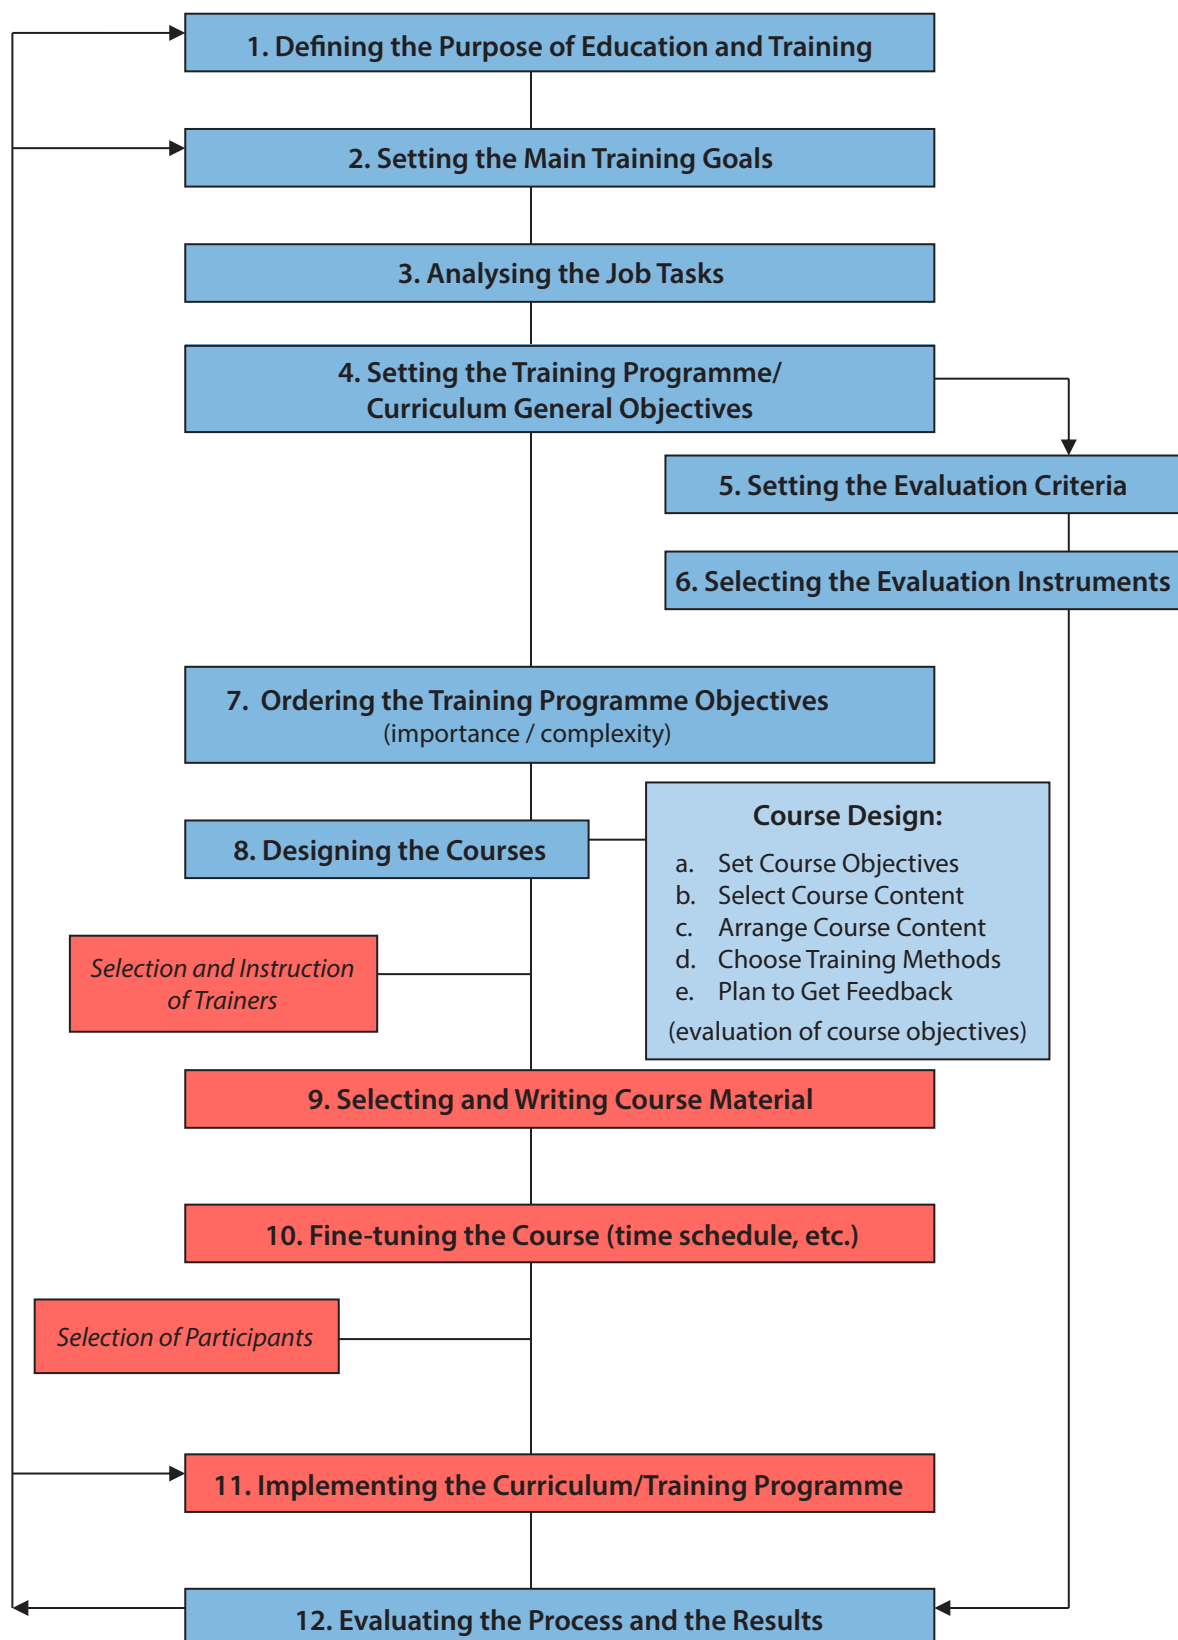 1. Defining the Purpose of Education and Training
2. Setting the Main Training Goals
3. Analysing the Job Tasks
4. Setting the Training Programme/
Curriculum General Objectives
5. Setting the Evaluation Criteria
6. Selecting the Evaluation Instruments
7. Ordering the Training Programme Objectives
(importance / complexity)
8. Designing the Courses
Course Design:
a. Set Course Objectives
b. Select Course Content
c. Arrange Course Content
d. Choose Training Methods
e. Plan to Get Feedback
(evaluation of course objectives)
Selection and Instruction
of Trainers
9. Selecting and Writing Course Material
10. Fine-tuning the Course (time schedule, etc.)
Selection of Participants
11. Implementing the Curriculum/Training Programme
12. Evaluating the Process and the Results